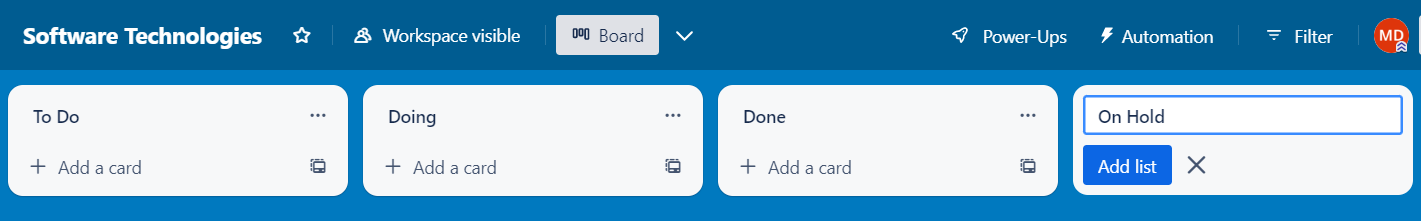 Software Technologies Workspace visible Board Power-Ups Automation Filter MD
To Do Doing Done On Hold
Add a card Add a card Add a card Add list